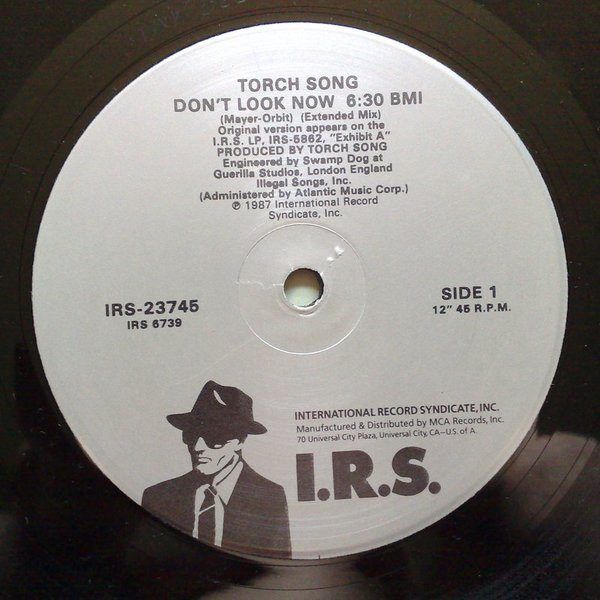 TORCH SONG
DON'T LOOK NOW 6:30 BMI
(Mayer-Orbit) (Extended Mix)
Original version appears on the
I.R.S. LP, IRS-5862, "Exhibit A"
PRODUCED BY TORCH SONG
Engineered by Swamp Dog at
Guerilla Studios, London England
Illegal Songs, Inc.
(Administered by Atlantic Music Corp.)
℗ 1987 International Record
Syndicate, Inc.
IRS-23745
IRS 6739
SIDE 1
12" 45 R.P.M.
INTERNATIONAL RECORD SYNDICATE, INC.
Manufactured & Distributed by MCA Records, Inc.
70 Universal City Plaza, Universal City, CA–U.S. of A.
I.R.S.